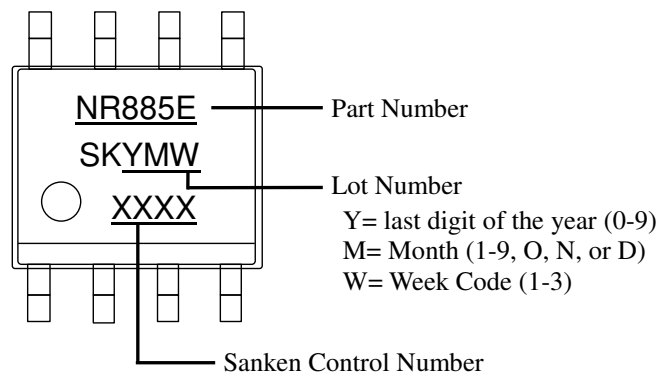 NR885E
Part Number
SKYMW
Lot Number
Y= last digit of the year (0-9)
M= Month (1-9, O, N, or D)
W= Week Code (1-3)
XXXX
Sanken Control Number